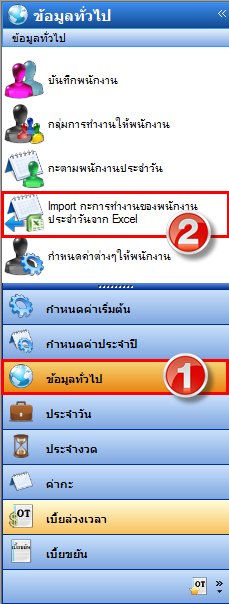 ข้อมูลทั่วไป
ข้อมูลทั่วไป
บันทึกพนักงาน
กลุ่มการทำงานให้พนักงาน
กะตามพนักงานประจำวัน
Import กะการทำงานของพนักงาน
ประจำวันจาก Excel
2
กำหนดค่าต่างๆให้พนักงาน
กำหนดค่าเริ่มต้น
กำหนดค่าประจำปี
ข้อมูลทั่วไป
1
ประจำวัน
ประจำงวด
ค่ากะ
OT
เบี้ยล่วงเวลา
เบี้ยขยัน
เบี้ยขยัน
OT